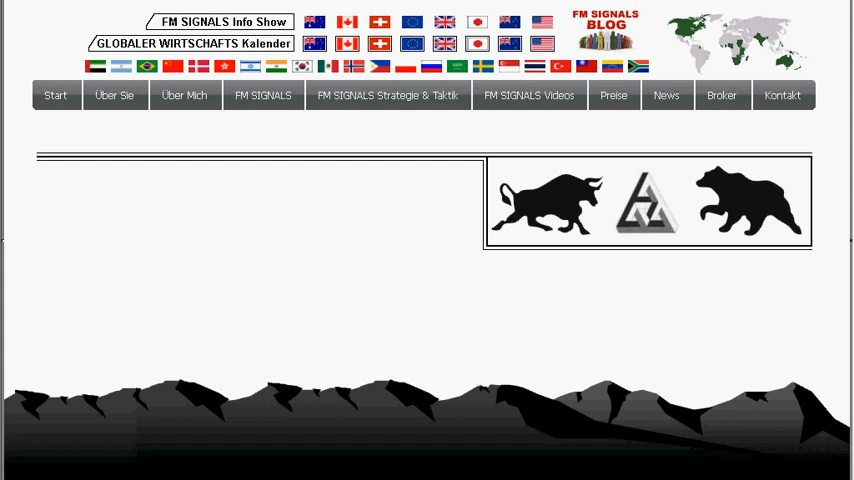 FM SIGNALS Info Show
GLOBALER WIRTSCHAFTS Kalender
FM SIGNALS
BLOG
Start
Über Sie
Über Mich
FM SIGNALS
FM SIGNALS Strategie & Taktik
FM SIGNALS Videos
Preise
News
Broker
Kontakt